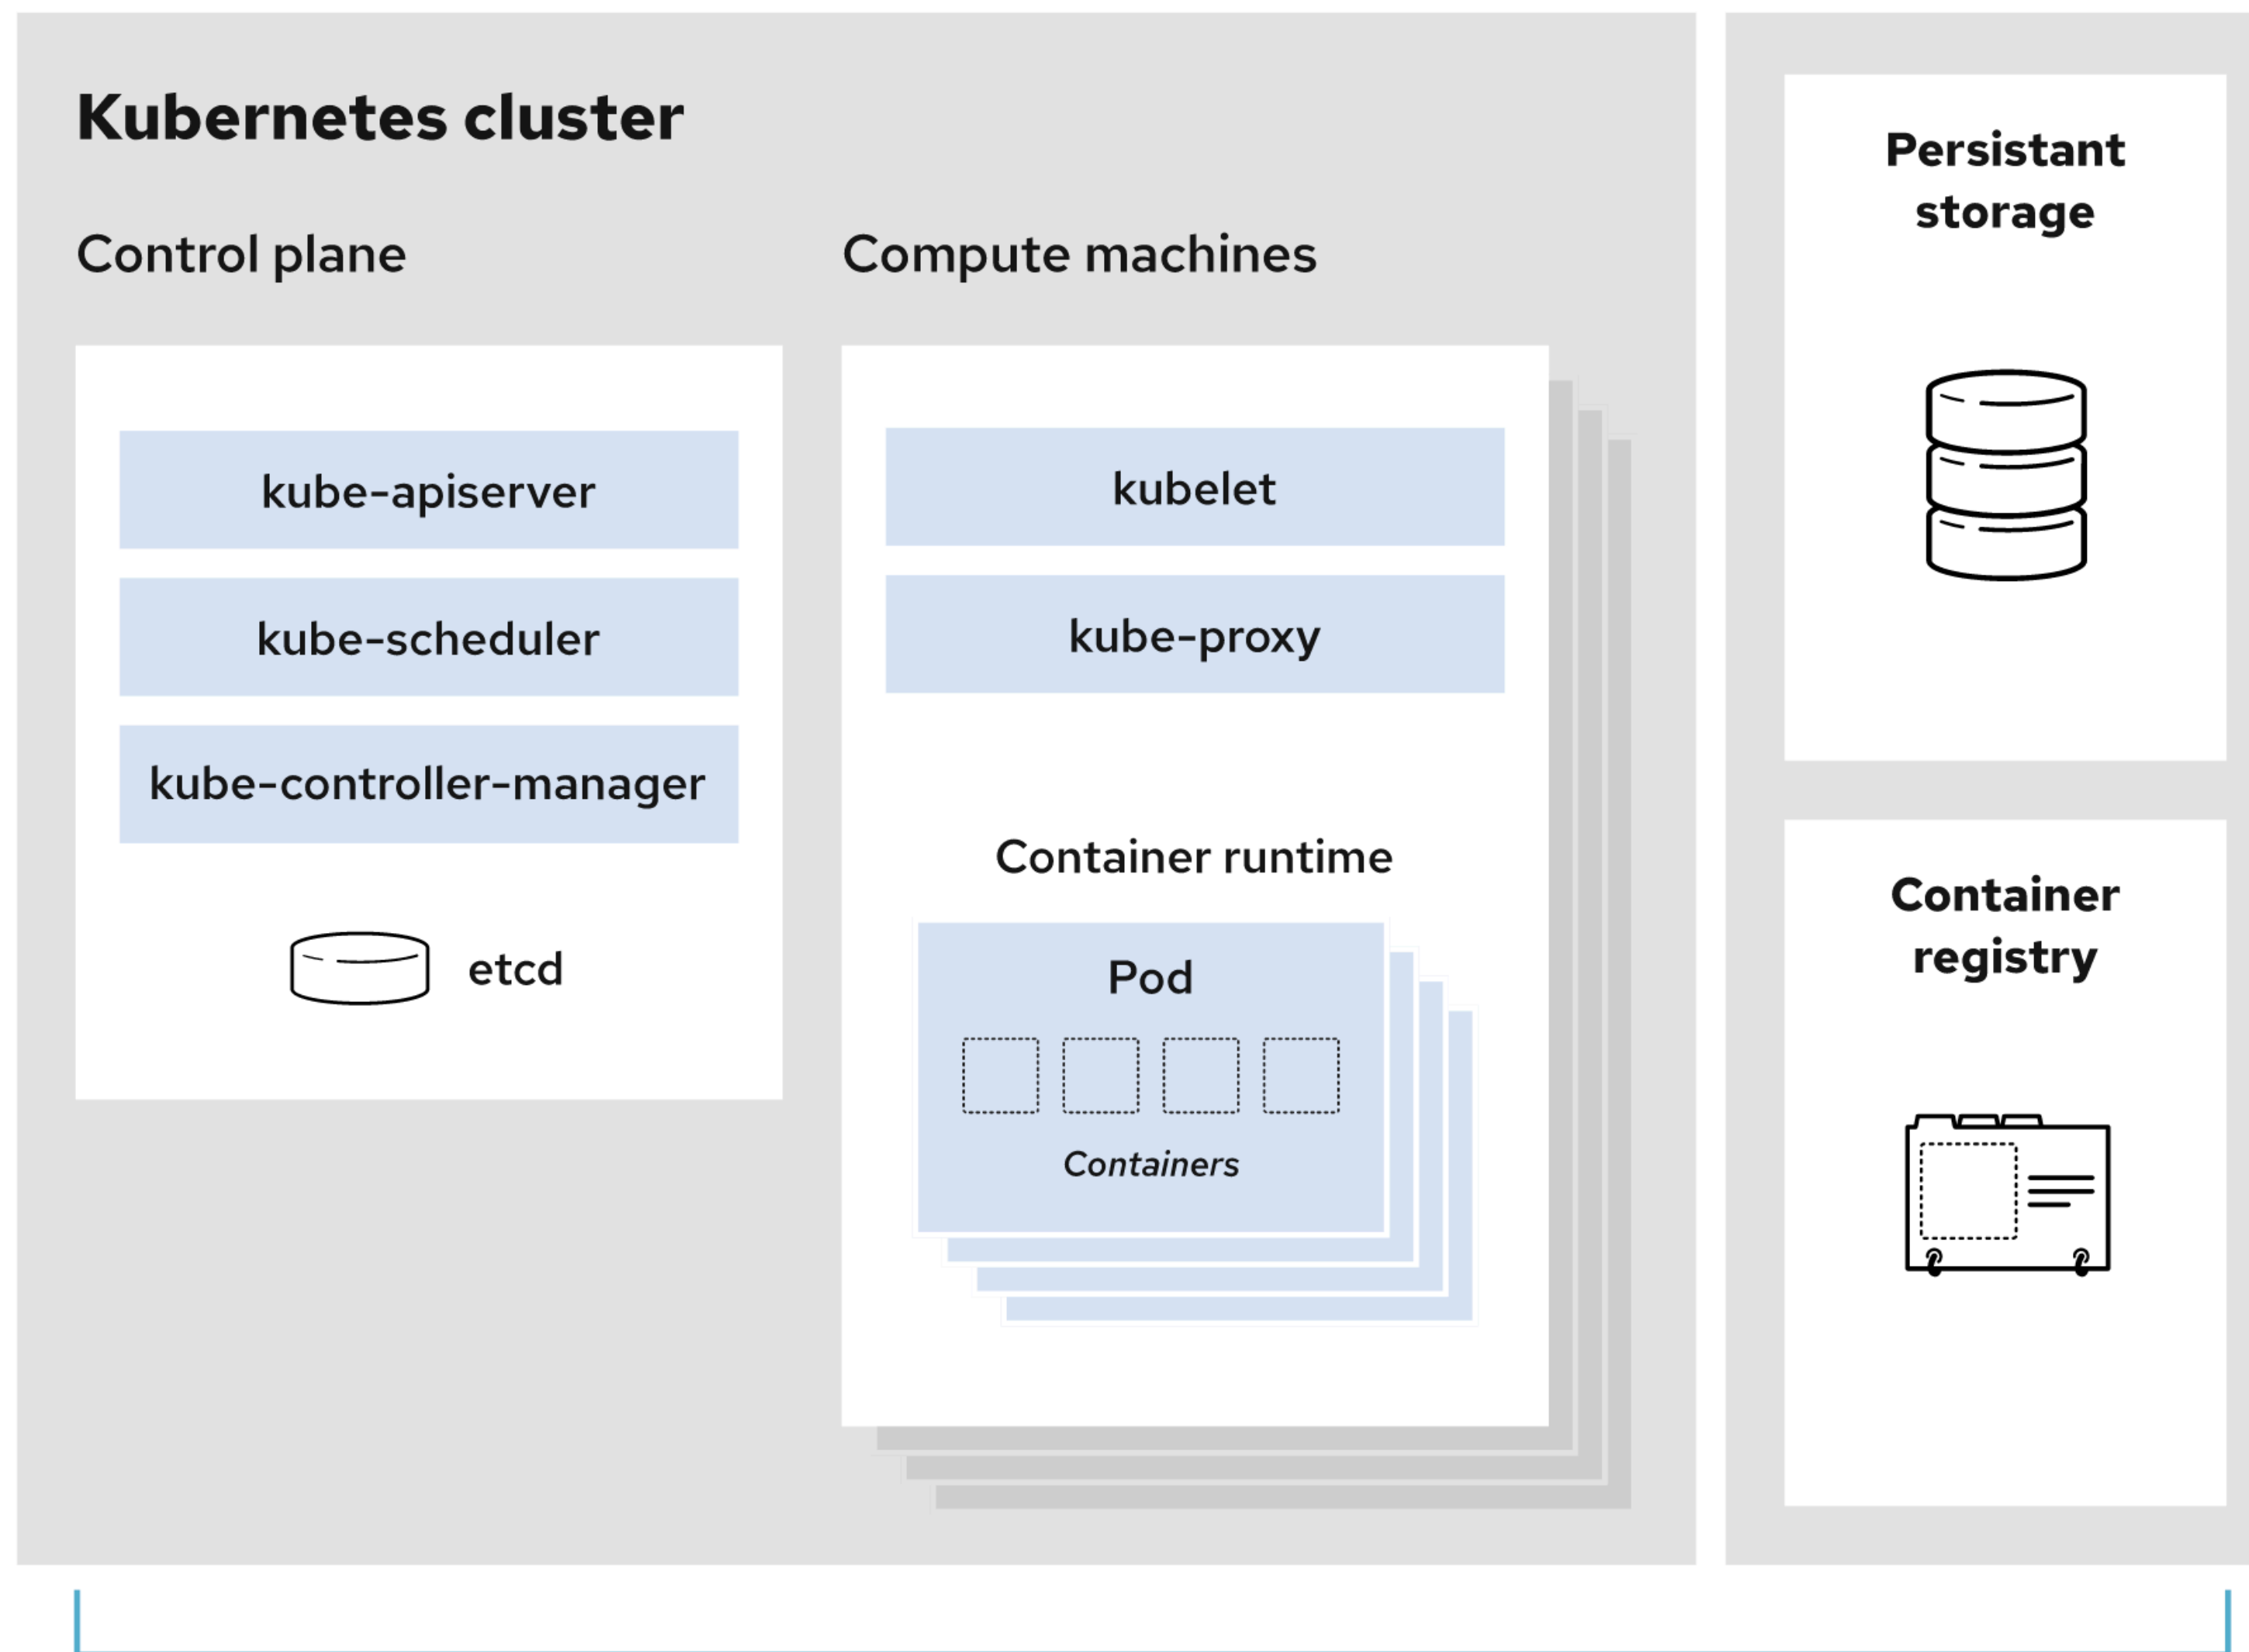 Kubernetes cluster
Control plane
kube-apiserver
kube-scheduler
kube-controller-manager
etcd
Compute machines
kubelet
kube-proxy
Container runtime
Pod
Containers
Persistant
storage
Container
registry